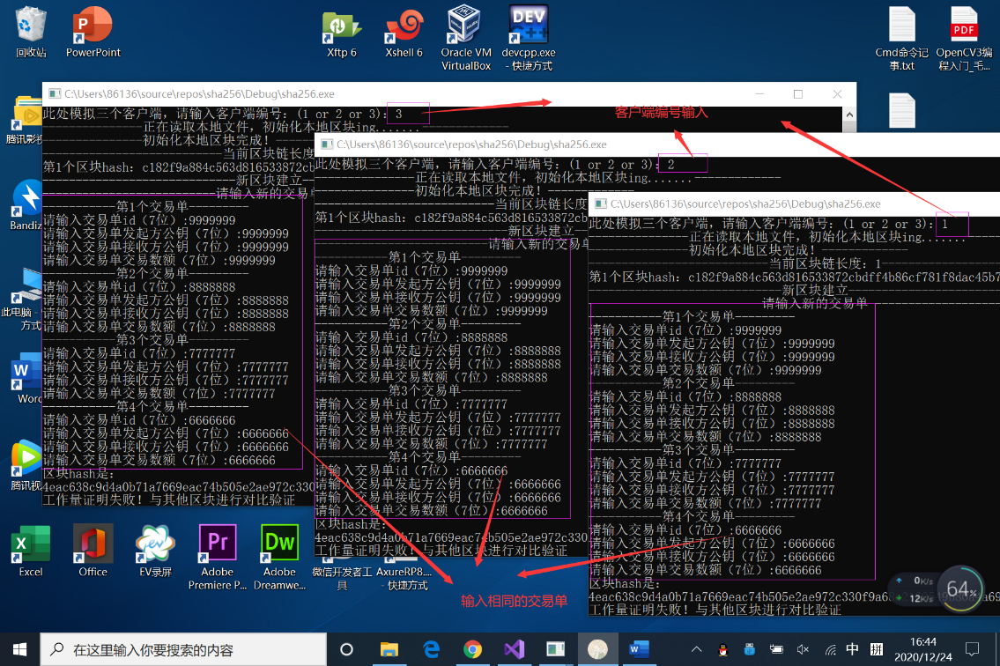 回收站
PowerPoint
Xftp 6
Xshell 6
Oracle VM
VirtualBox
devcpp.exe
- 快捷方式
Cmd命令记
事.txt
OpenCV3编
程入门_毛...
腾讯影视
Bandiz
此电脑 -
方式
Word
腾讯视
C:\Users\86136\source\repos\sha256\Debug\sha256.exe
此处模拟三个客户端，请输入客户端编号：(1 or 2 or 3)：3
---------------正在读取本地文件，初始化本地区块ing.......
---------------初始化本地区块完成！
当前区块链长度
第1个区块hash：c182f9a884c563d816533872cb
新区块建立
请输入新的交易单
-----------第1个交易单---------
请输入交易单id（7位）:9999999
请输入交易单发起方公钥（7位）:9999999
请输入交易单接收方公钥（7位）:9999999
请输入交易单交易数额（7位）:9999999
-----------第2个交易单---------
请输入交易单id（7位）:8888888
请输入交易单发起方公钥（7位）:8888888
请输入交易单接收方公钥（7位）:8888888
请输入交易单交易数额（7位）:8888888
-----------第3个交易单---------
请输入交易单id（7位）:7777777
请输入交易单发起方公钥（7位）:7777777
请输入交易单接收方公钥（7位）:7777777
请输入交易单交易数额（7位）:7777777
-----------第4个交易单---------
请输入交易单id（7位）:6666666
请输入交易单发起方公钥（7位）:6666666
请输入交易单接收方公钥（7位）:6666666
请输入交易单交易数额（7位）:6666666
区块hash是：
4eac638c9d4a0b71a7669eac74b505e2ae972c330
工作量证明失败！与其他区块进行对比验证
客户端编号输入
C:\Users\86136\source\repos\sha256\Debug\sha256.exe
此处模拟三个客户端，请输入客户端编号：(1 or 2 or 3)：2
---------------正在读取本地文件，初始化本地区块ing.......
---------------初始化本地区块完成！
当前区块链长度
第1个区块hash：c182f9a884c563d816533872cb
新区块建立
请输入新的交易单
-----------第1个交易单---------
请输入交易单id（7位）:9999999
请输入交易单发起方公钥（7位）:9999999
请输入交易单接收方公钥（7位）:9999999
请输入交易单交易数额（7位）:9999999
-----------第2个交易单---------
请输入交易单id（7位）:8888888
请输入交易单发起方公钥（7位）:8888888
请输入交易单接收方公钥（7位）:8888888
请输入交易单交易数额（7位）:8888888
-----------第3个交易单---------
请输入交易单id（7位）:7777777
请输入交易单发起方公钥（7位）:7777777
请输入交易单接收方公钥（7位）:7777777
请输入交易单交易数额（7位）:7777777
-----------第4个交易单---------
请输入交易单id（7位）:6666666
请输入交易单发起方公钥（7位）:6666666
请输入交易单接收方公钥（7位）:6666666
请输入交易单交易数额（7位）:6666666
区块hash是：
4eac638c9d4a0b71a7669eac74b505e2ae972c330
工作量证明失败！与其他区块进行对比验证
C:\Users\86136\source\repos\sha256\Debug\sha256.exe
此处模拟三个客户端，请输入客户端编号：(1 or 2 or 3)：1
---------------正在读取本地文件，初始化本地区块ing.......
---------------初始化本地区块完成！
当前区块链长度：1
第1个区块hash：c182f9a884c563d816533872cbdff4b86cf781f8dac45b7
新区块建立
请输入新的交易单
-----------第1个交易单---------
请输入交易单id（7位）:9999999
请输入交易单发起方公钥（7位）:9999999
请输入交易单接收方公钥（7位）:9999999
请输入交易单交易数额（7位）:9999999
-----------第2个交易单---------
请输入交易单id（7位）:8888888
请输入交易单发起方公钥（7位）:8888888
请输入交易单接收方公钥（7位）:8888888
请输入交易单交易数额（7位）:8888888
-----------第3个交易单---------
请输入交易单id（7位）:7777777
请输入交易单发起方公钥（7位）:7777777
请输入交易单接收方公钥（7位）:7777777
请输入交易单交易数额（7位）:7777777
-----------第4个交易单---------
请输入交易单id（7位）:6666666
请输入交易单发起方公钥（7位）:6666666
请输入交易单接收方公钥（7位）:6666666
请输入交易单交易数额（7位）:6666666
区块hash是：
4eac638c9d4a0b71a7669eac74b505e2ae972c330f9a6
工作量证明失败！与其他区块进行对比验证
0K/s
12K/s
64%
输入相同的交易单
Excel
Office
EV录屏
Adobe
Premiere P...
Adobe
Dreamwe...
微信开发者工
具
AxureRP8....
- 快捷方式
在这里输入你要搜索的内容
中
拼
16:44
2020/12/24